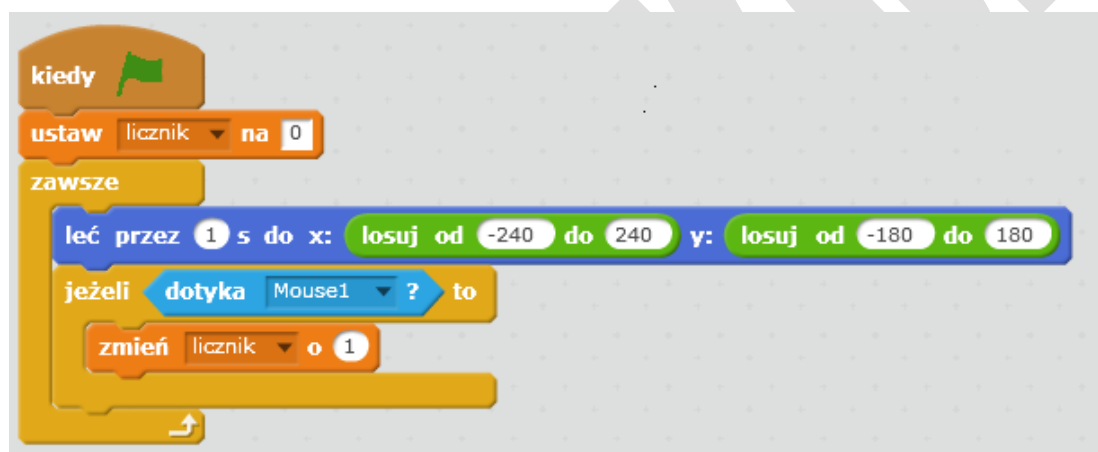 kiedy
ustaw licznik na 0
zawsze
leć przez 1 s do x: losuj od -240 do 240 y: losuj od -180 do 180
jeżeli dotyka Mouse1 ? to
zmień licznik o 1